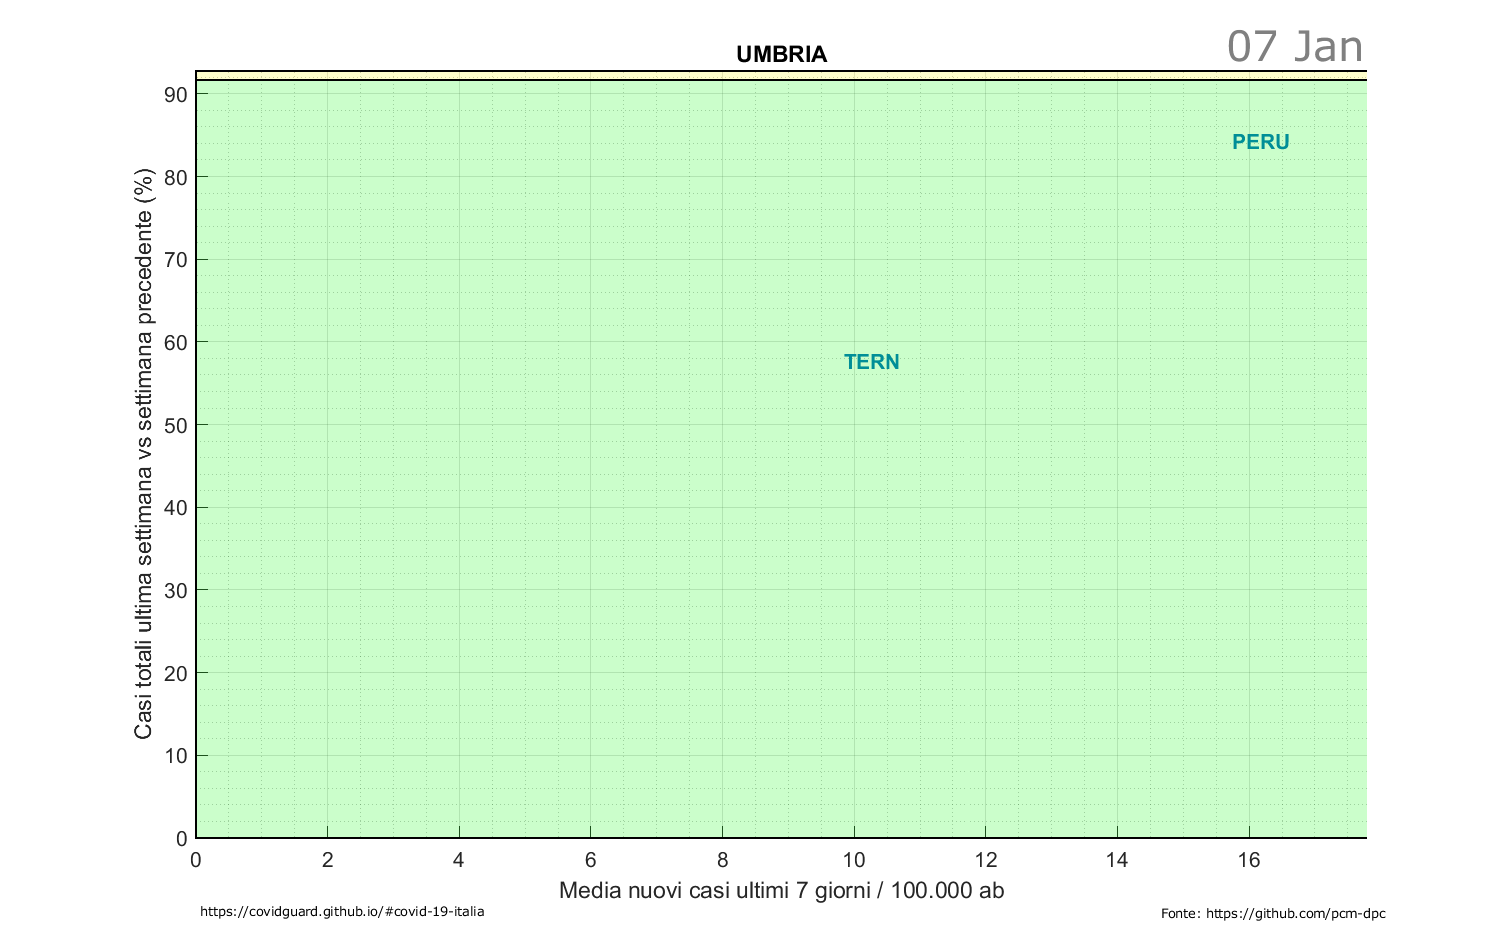 07 Jan
UMBRIA
90
80
70
60
50
40
30
20
10
0
Casi totali ultima settimana vs settimana precedente (%)
PERU
TERN
0 2 4 6 8 10 12 14 16
Media nuovi casi ultimi 7 giorni / 100.000 ab
https://covidguard.github.io/#covid-19-italia
Fonte: https://github.com/pcm-dpc